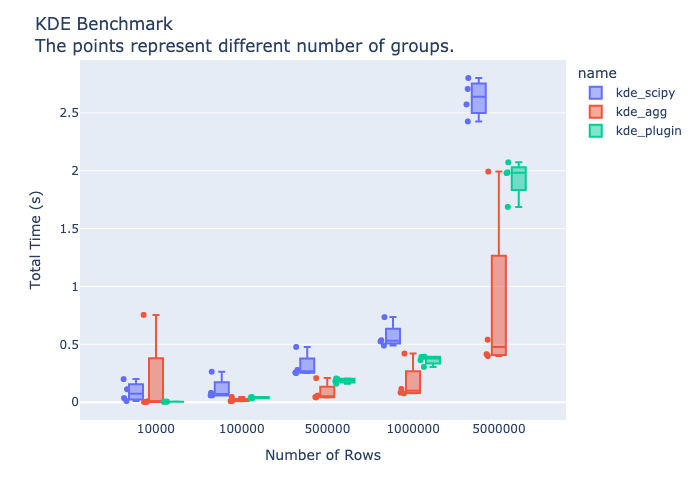 KDE Benchmark
The points represent different number of groups.
name
kde_scipy
kde_agg
kde_plugin
Total Time (s)
2.5
2
1.5
1
0.5
0
10000
100000
500000
1000000
5000000
Number of Rows